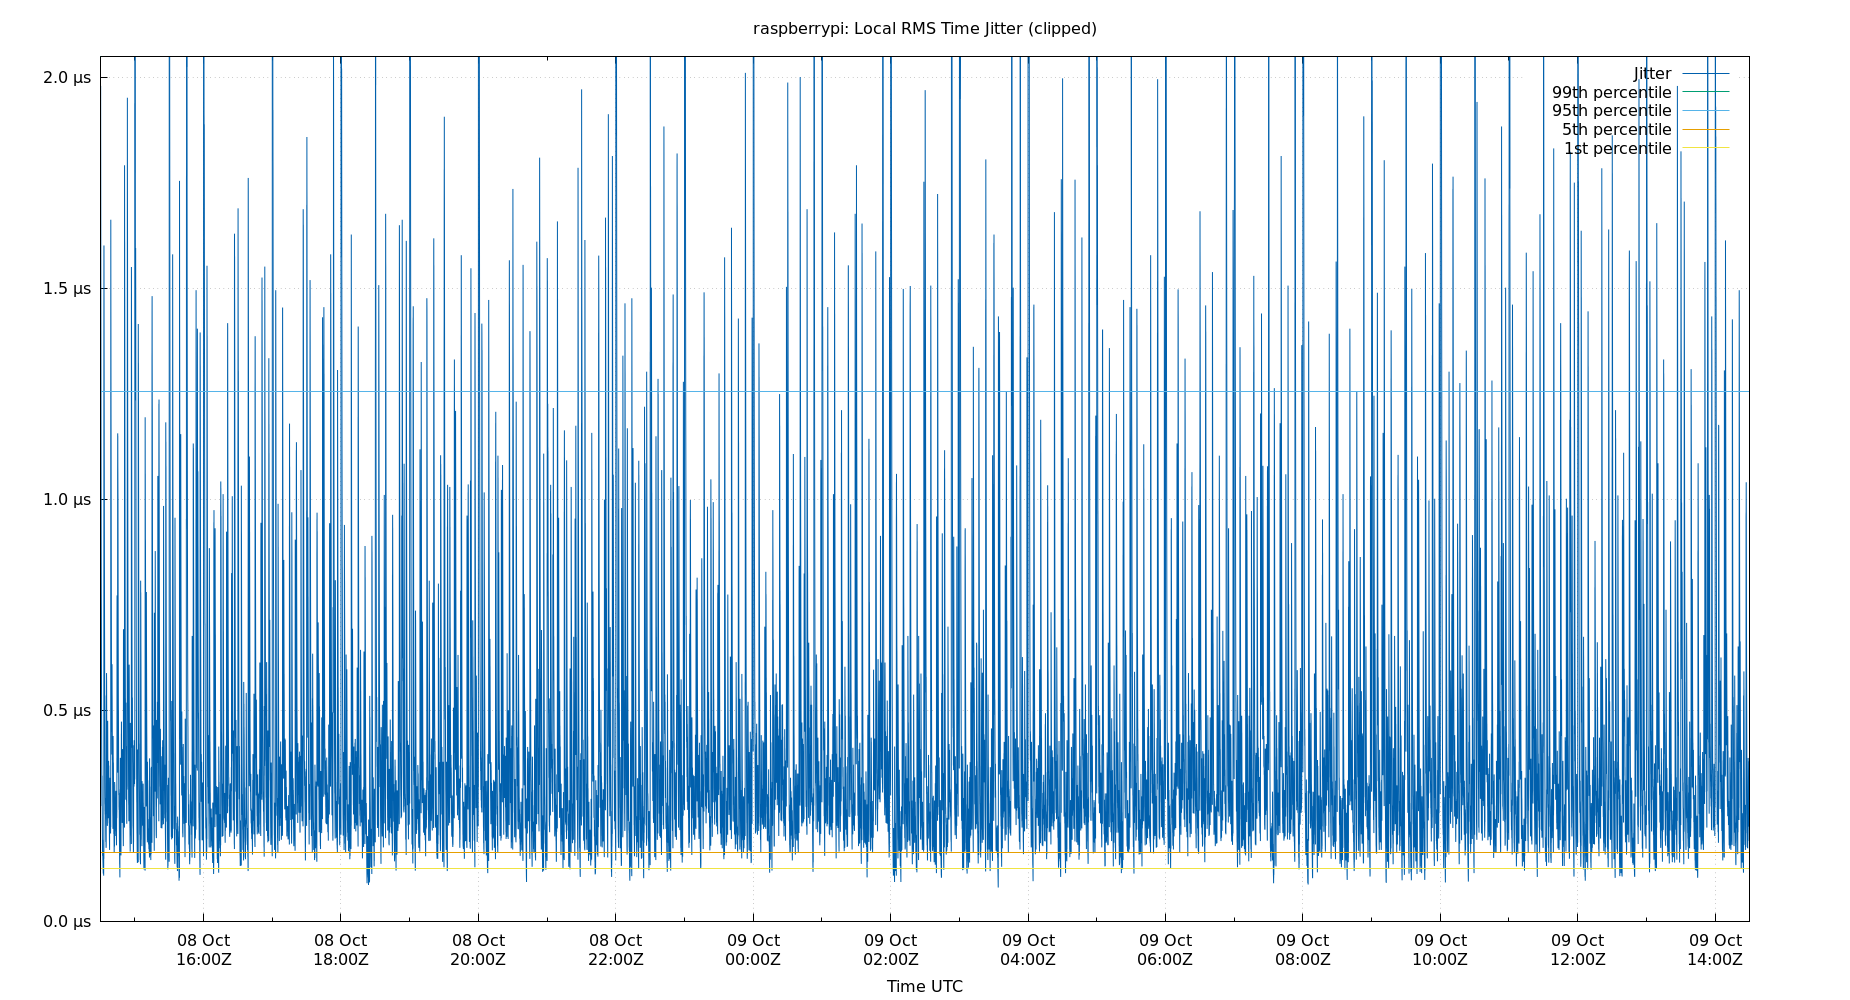 raspberrypi: Local RMS Time Jitter (clipped)
2.0 µs
1.5 µs
1.0 µs
0.5 µs
0.0 µs
Jitter
99th percentile
95th percentile
5th percentile
1st percentile
08 Oct
16:00Z
08 Oct
18:00Z
08 Oct
20:00Z
08 Oct
22:00Z
09 Oct
00:00Z
09 Oct
02:00Z
09 Oct
04:00Z
09 Oct
06:00Z
09 Oct
08:00Z
09 Oct
10:00Z
09 Oct
12:00Z
09 Oct
14:00Z
Time UTC